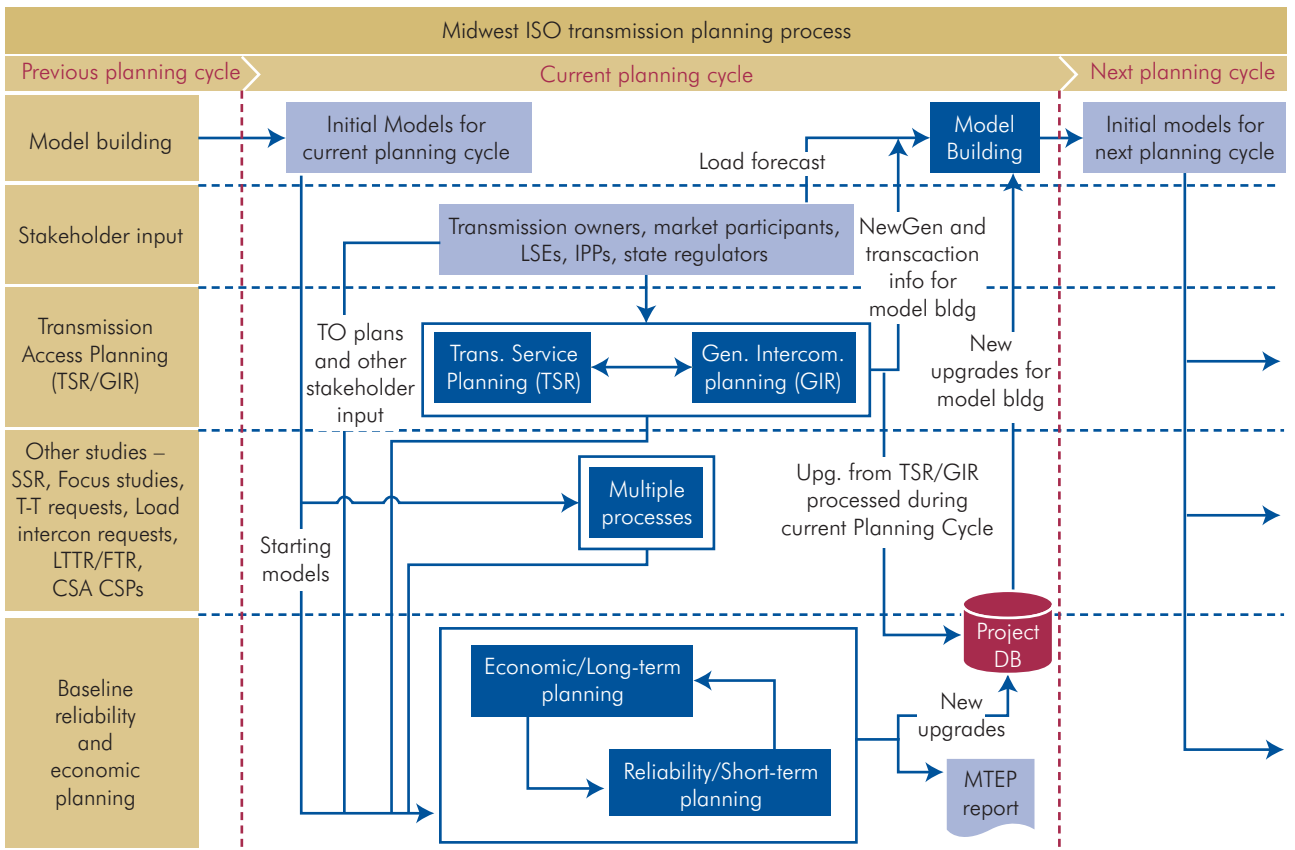 Midwest ISO transmission planning process
Previous planning cycle
Current planning cycle
Next planning cycle
Model building
Initial Models for
current planning cycle
Load forecast
Model
Building
Initial models for
next planning cycle
Stakeholder input
Transmission owners, market participants,
LSEs, IPPs, state regulators
NewGen and
transcaction
info for
model bldg
Transmission
Access Planning
(TSR/GIR)
TO plans
and other
stakeholder
input
Trans. Service
Planning (TSR)
Gen. Intercom.
planning (GIR)
New
upgrades for
model bldg
Other studies –
SSR, Focus studies,
T-T requests, Load
intercon requests,
LTTR/FTR,
CSA CSPs
Starting
models
Multiple
processes
Upg. from TSR/GIR
processed during
current Planning Cycle
Baseline
reliability
and
economic
planning
Economic/Long-term
planning
Reliability/Short-term
planning
Project
DB
New
upgrades
MTEP
report